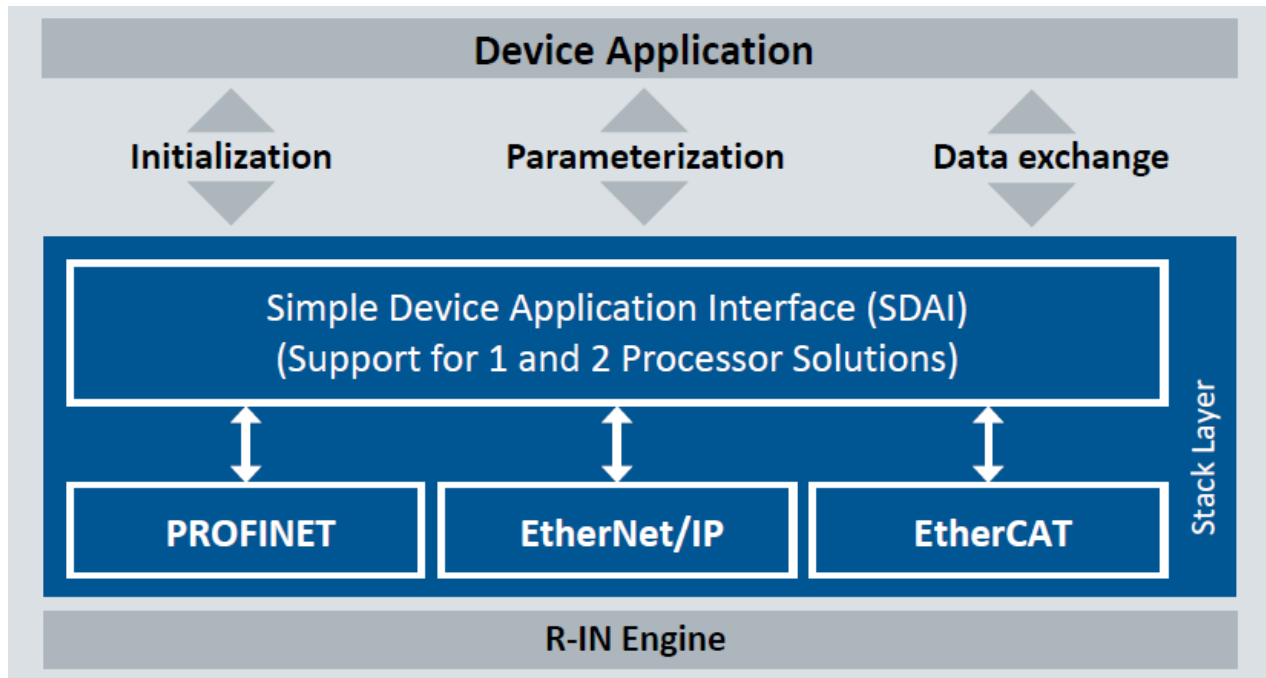 Device Application
Initialization
Parameterization
Data exchange
Simple Device Application Interface (SDAI)
(Support for 1 and 2 Processor Solutions)
Stack Layer
PROFINET
EtherNet/IP
EtherCAT
R-IN Engine